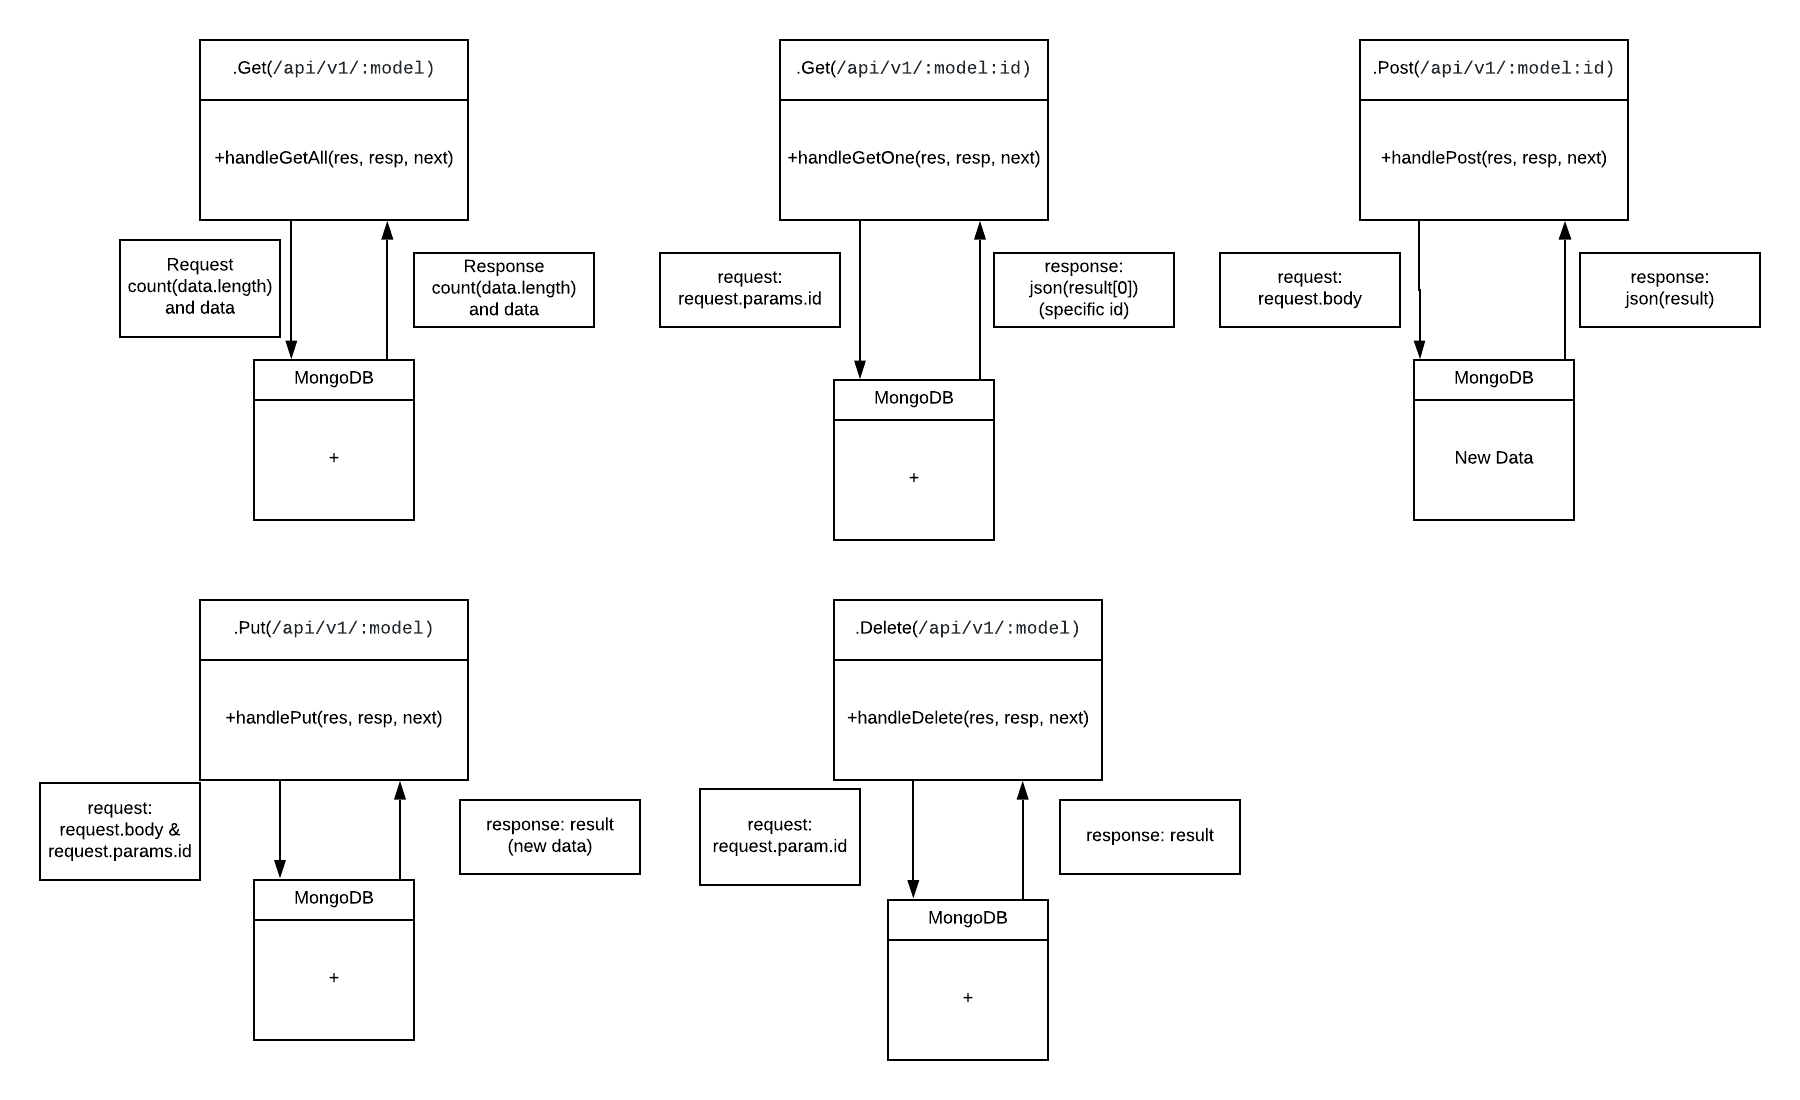 .Get(/api/v1/:model)
+handleGetAll(res, resp, next)
Request
count(data.length)
and data
Response
count(data.length)
and data
MongoDB
+
.Get(/api/v1/:model:id)
+handleGetOne(res, resp, next)
request:
request.params.id
response:
json(result[0])
(specific id)
MongoDB
+
.Post(/api/v1/:model:id)
+handlePost(res, resp, next)
request:
request.body
response:
json(result)
MongoDB
New Data
.Put(/api/v1/:model)
+handlePut(res, resp, next)
request:
request.body &
request.params.id
response: result
(new data)
MongoDB
+
.Delete(/api/v1/:model)
+handleDelete(res, resp, next)
request:
request.param.id
response: result
MongoDB
+